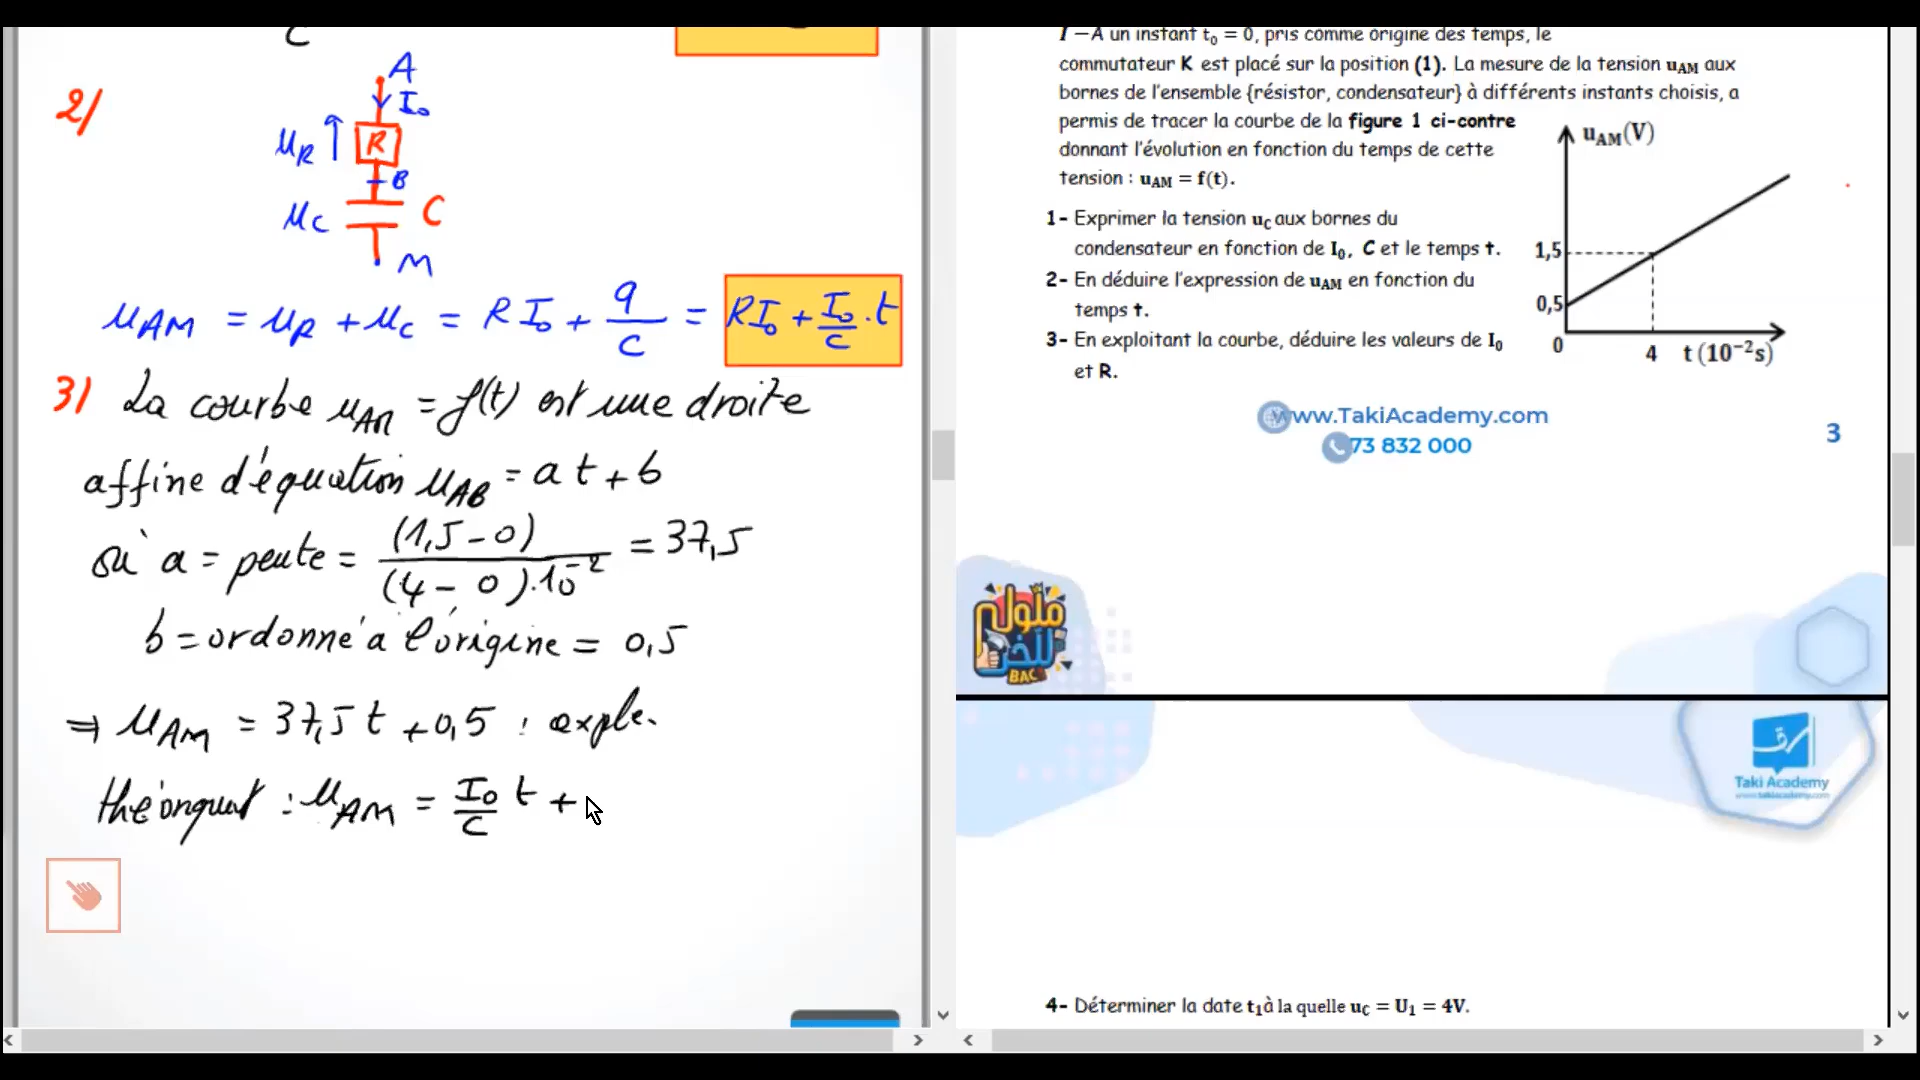 C
2/
A
I₀
u_R
R
B
u_C
C
M
u_AM = u_R + u_C = R I₀ + q/C = RI₀ + I₀/C . t
3/ La courbe u_AM = f(t) est une droite
affine d'équation u_AB = a t + b
où a = pente = (1,5 - 0)/(4 - 0).10⁻² = 37,5
b = ordonné à l'origine = 0,5
⇒ u_AM = 37,5 t + 0,5 :
: u_AM = I₀/C t +
I – A un instant t₀ = 0, pris comme origine des temps, le
commutateur K est placé sur la position (1). La mesure de la tension u_AM aux
bornes de l'ensemble {résistor, condensateur} à différents instants choisis, a
permis de tracer la courbe de la figure 1 ci-contre
donnant l'évolution en fonction du temps de cette
tension : u_AM = f(t).
1- Exprimer la tension u_C aux bornes du
condensateur en fonction de I₀, C et le temps t.
2- En déduire l'expression de u_AM en fonction du
temps t.
3- En exploitant la courbe, déduire les valeurs de I₀
et R.
u_AM(V)
1,5
0,5
0
4
t (10⁻²s)
www.TakiAcademy.com
73 832 000
3
ملول
للآخر
BAC
Taki Academy
www.takiacademy.com
4- Déterminer la date t₁à la quelle u_C = U₁ = 4V.